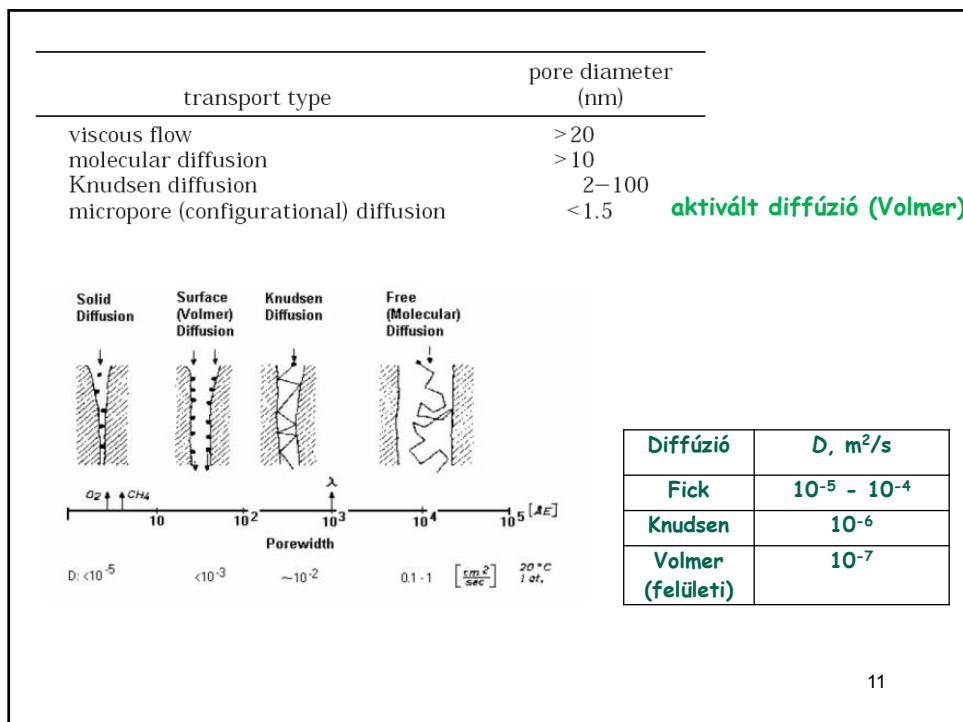 transport type pore diameter (nm)
viscous flow >20
molecular diffusion >10
Knudsen diffusion 2–100
micropore (configurational) diffusion <1.5 aktivált diffúzió (Volmer)
Solid Diffusion
Surface (Volmer) Diffusion
Knudsen Diffusion
Free (Molecular) Diffusion
O2 CH4 λ
10 10² 10³ 10⁴ 10⁵ [ÅE]
Porewidth
D: <10⁻⁵ <10⁻³ ~10⁻² 0.1 - 1 [cm²/sec] 20°C 1 at.
Diffúzió D, m²/s
Fick 10⁻⁵ - 10⁻⁴
Knudsen 10⁻⁶
Volmer (felületi) 10⁻⁷
11